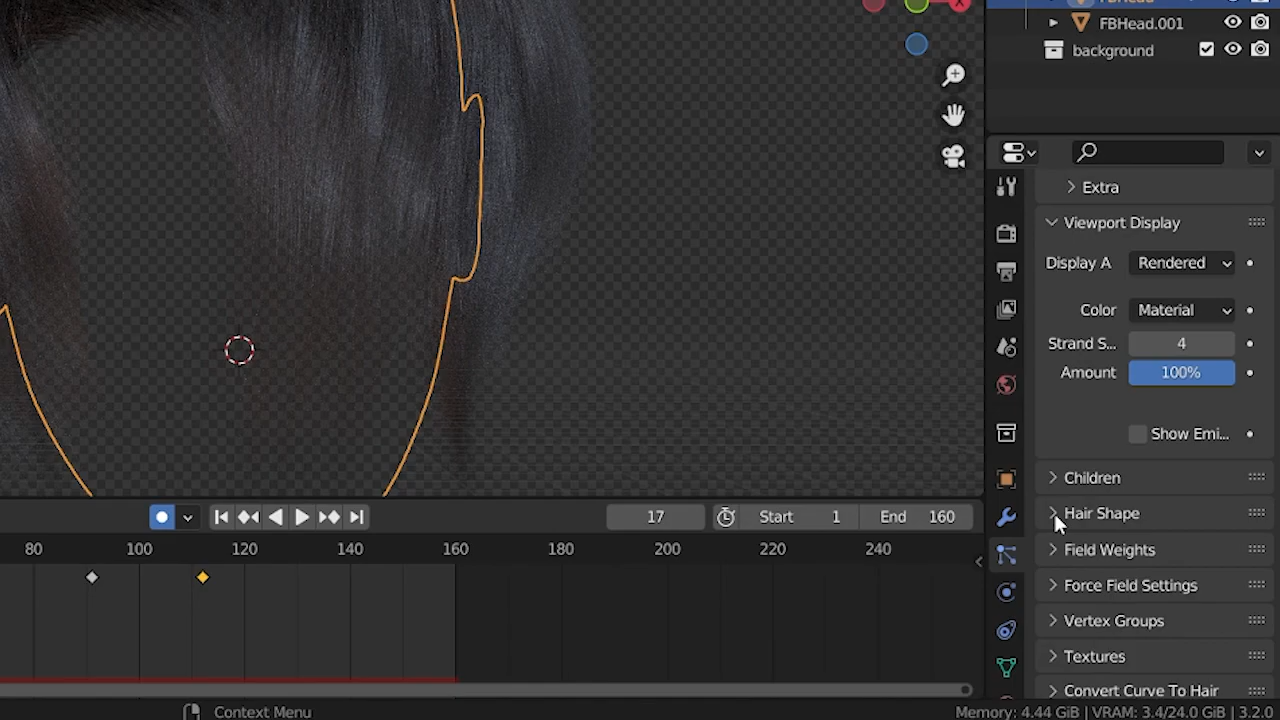 FBHead
FBHead.001
background
Extra
Viewport Display
Display A Rendered
Color Material
Strand S... 4
Amount 100%
Show Emi...
Children
Hair Shape
Field Weights
Force Field Settings
Vertex Groups
Textures
Convert Curve To Hair
X
17 Start 1 End 160
80 100 120 140 160 180 200 220 240
Context Menu
Memory: 4.44 GiB | VRAM: 3.4/24.0 GiB | 3.2.0